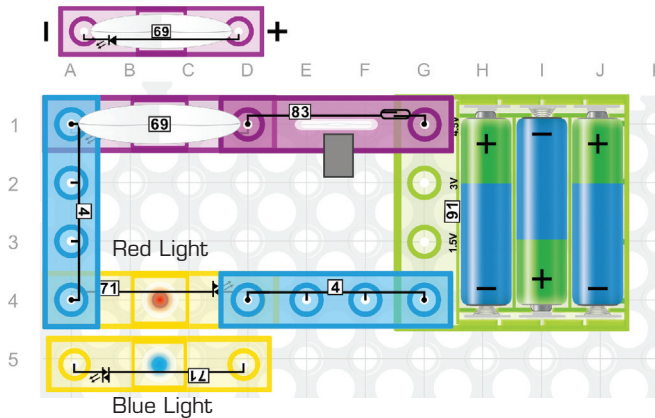 – 69 +
A B C D E F G H I J
1 69 83 4.5V + – +
2 3V
4 91
3 1.5V
Red Light
4 71 4 – + –
5 71
Blue Light